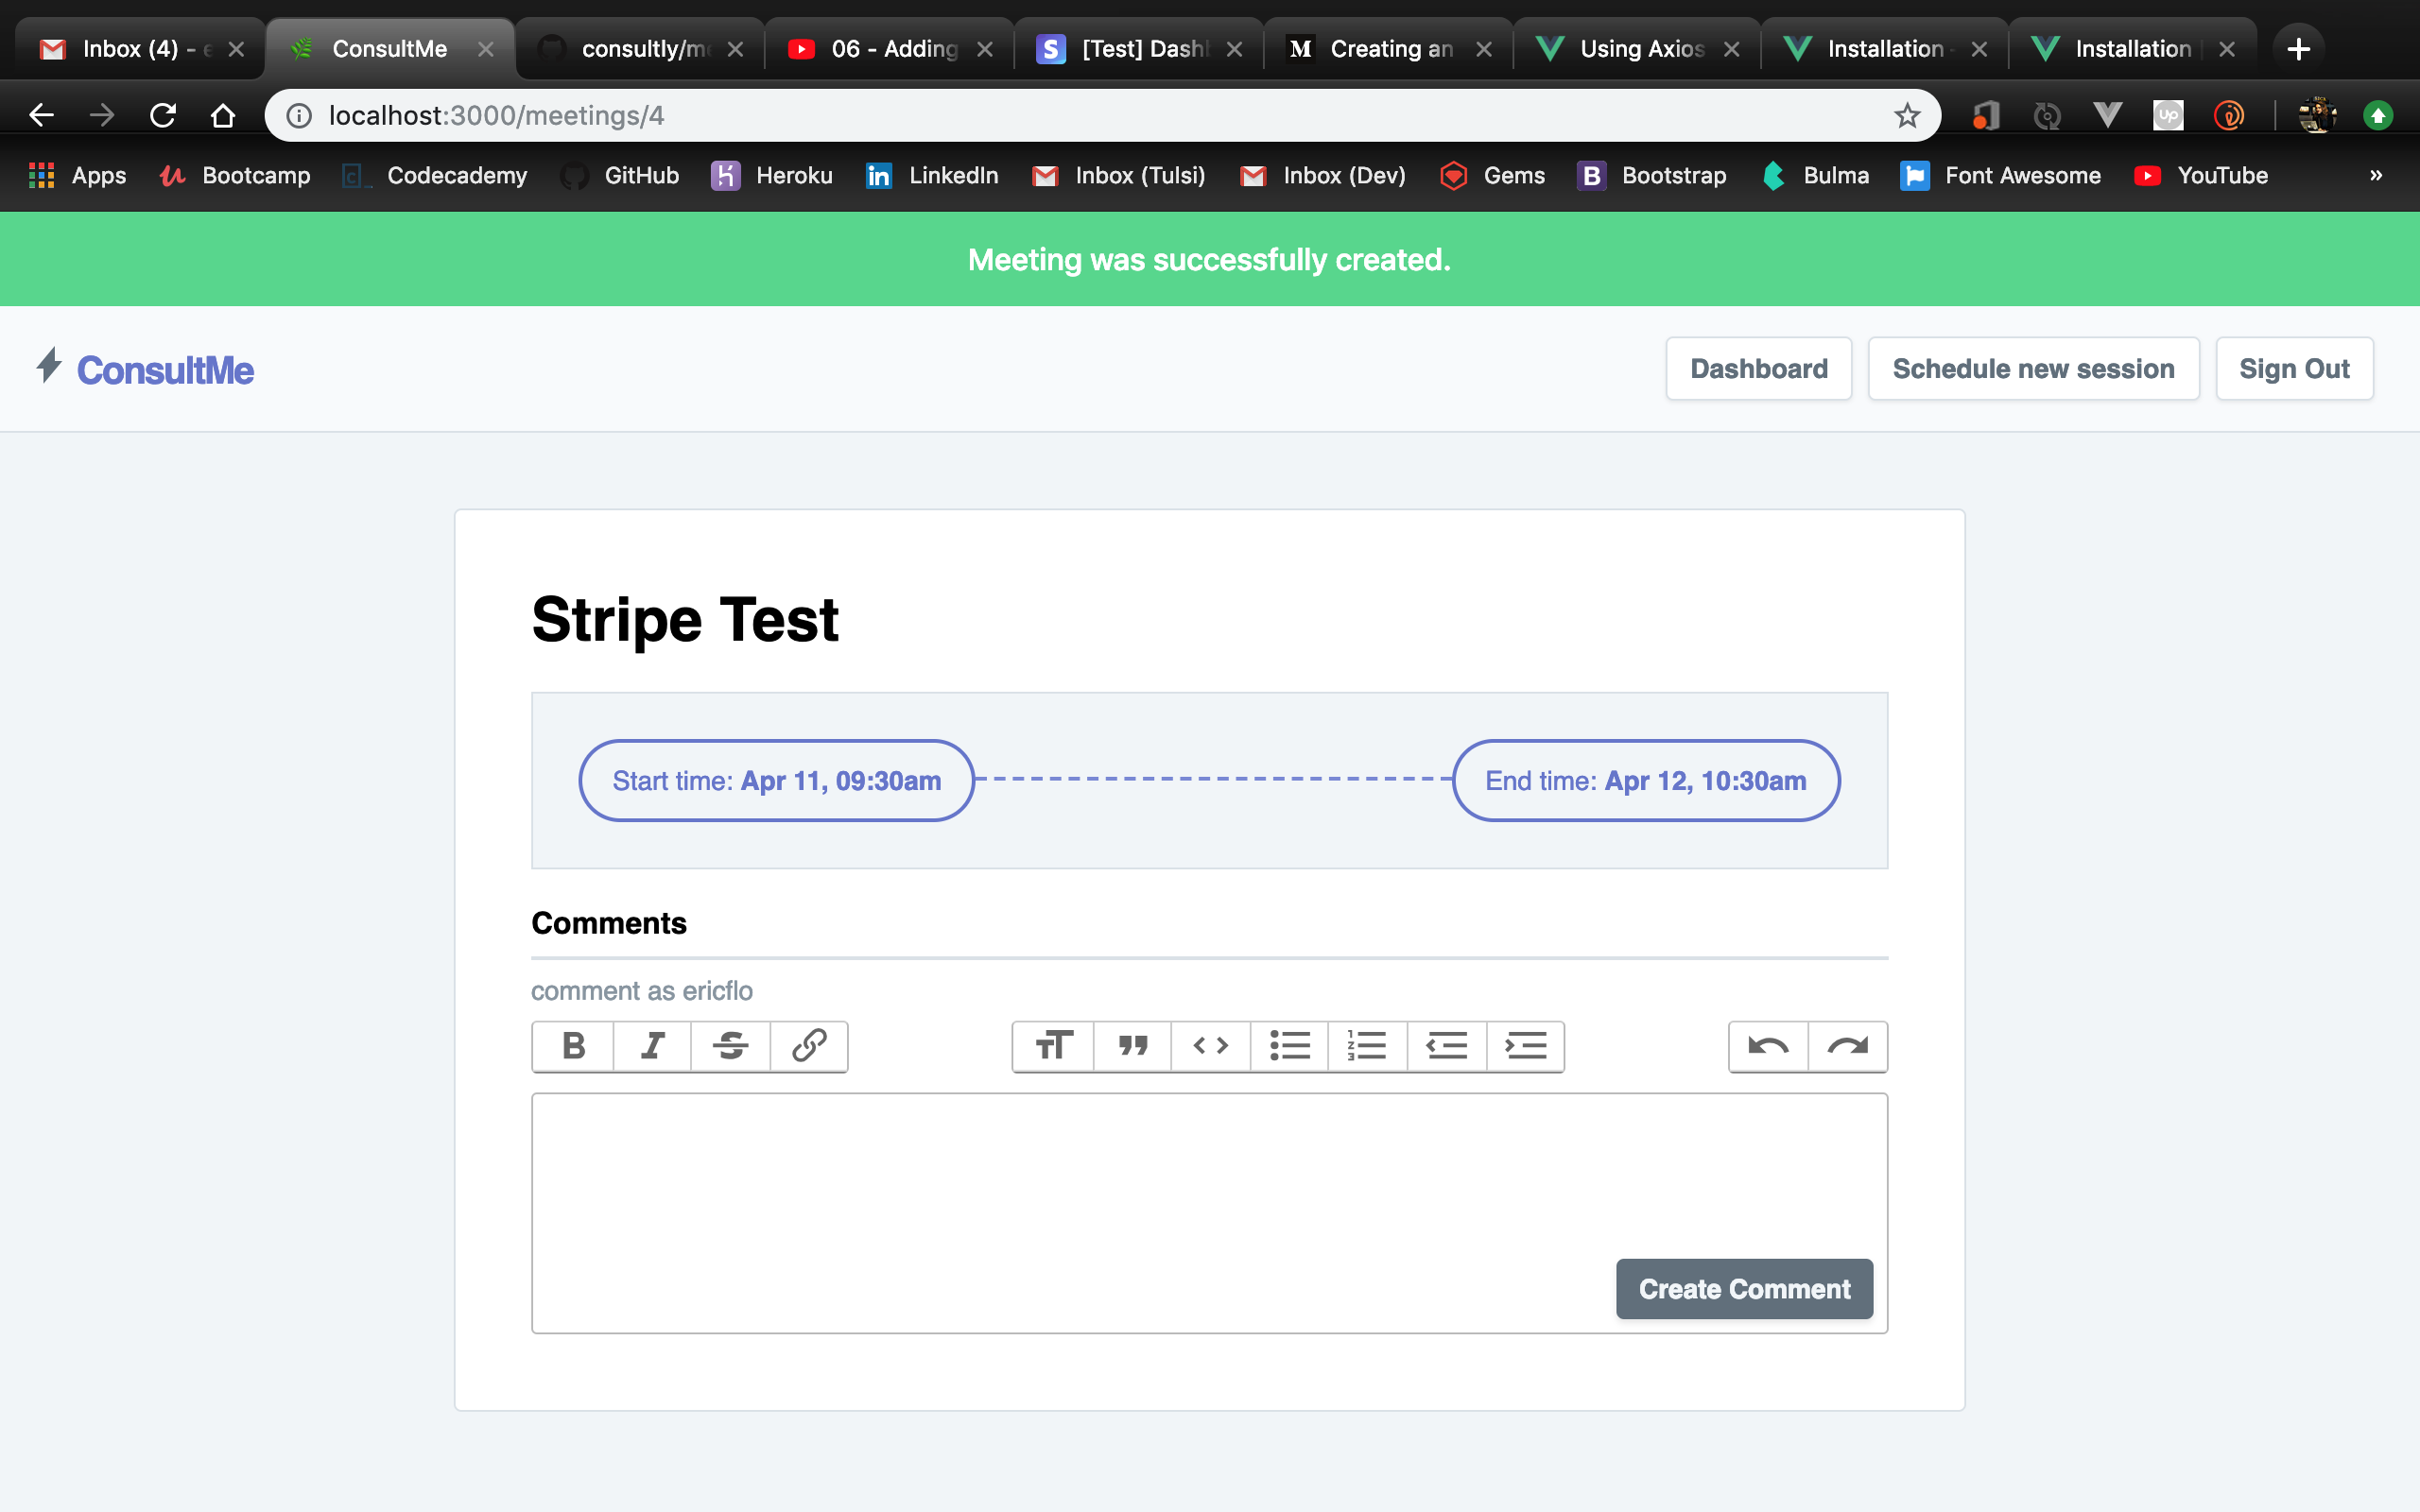 Inbox (4) - e
ConsultMe
consultly/m
06 - Adding
[Test] Dash
Creating an
Using Axios
Installation -
Installation
localhost:3000/meetings/4
Apps Bootcamp Codecademy GitHub Heroku LinkedIn Inbox (Tulsi) Inbox (Dev) Gems Bootstrap Bulma Font Awesome YouTube »
Meeting was successfully created.
ConsultMe
Dashboard Schedule new session Sign Out
Stripe Test
Start time: Apr 11, 09:30am End time: Apr 12, 10:30am
Comments
comment as ericflo
Create Comment